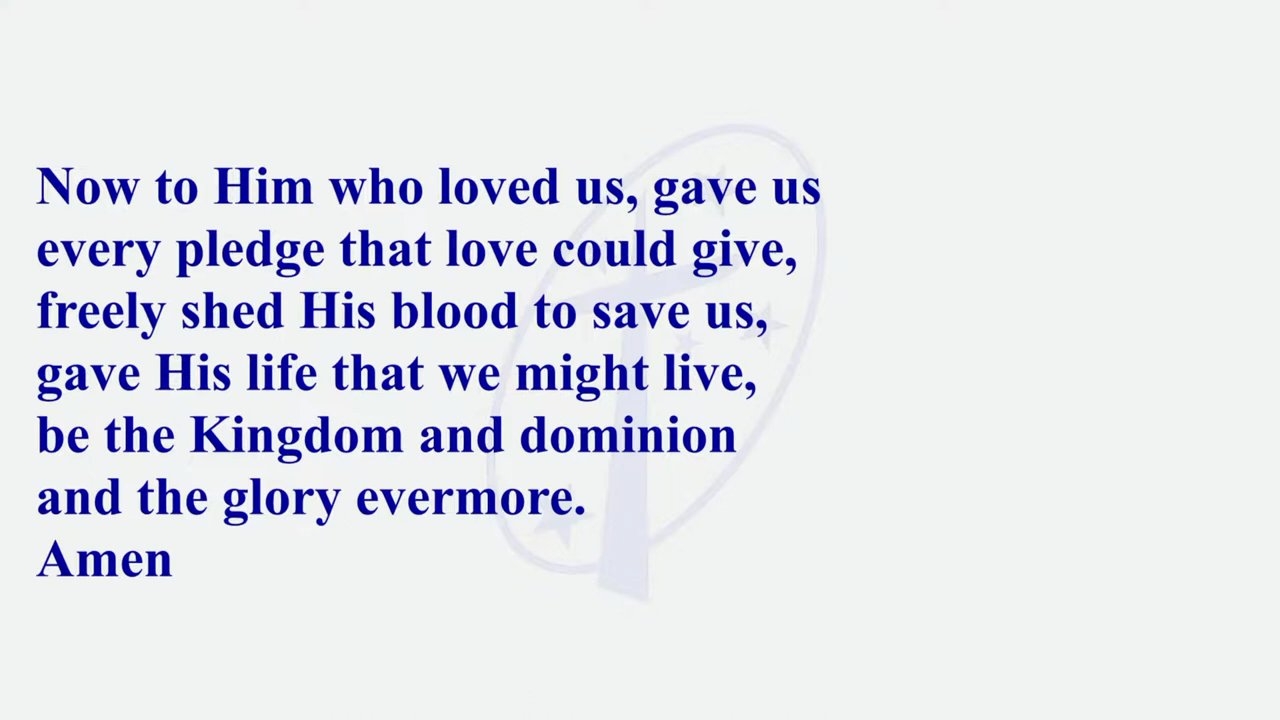 Now to Him who loved us, gave us
every pledge that love could give,
freely shed His blood to save us,
gave His life that we might live,
be the Kingdom and dominion
and the glory evermore.
Amen